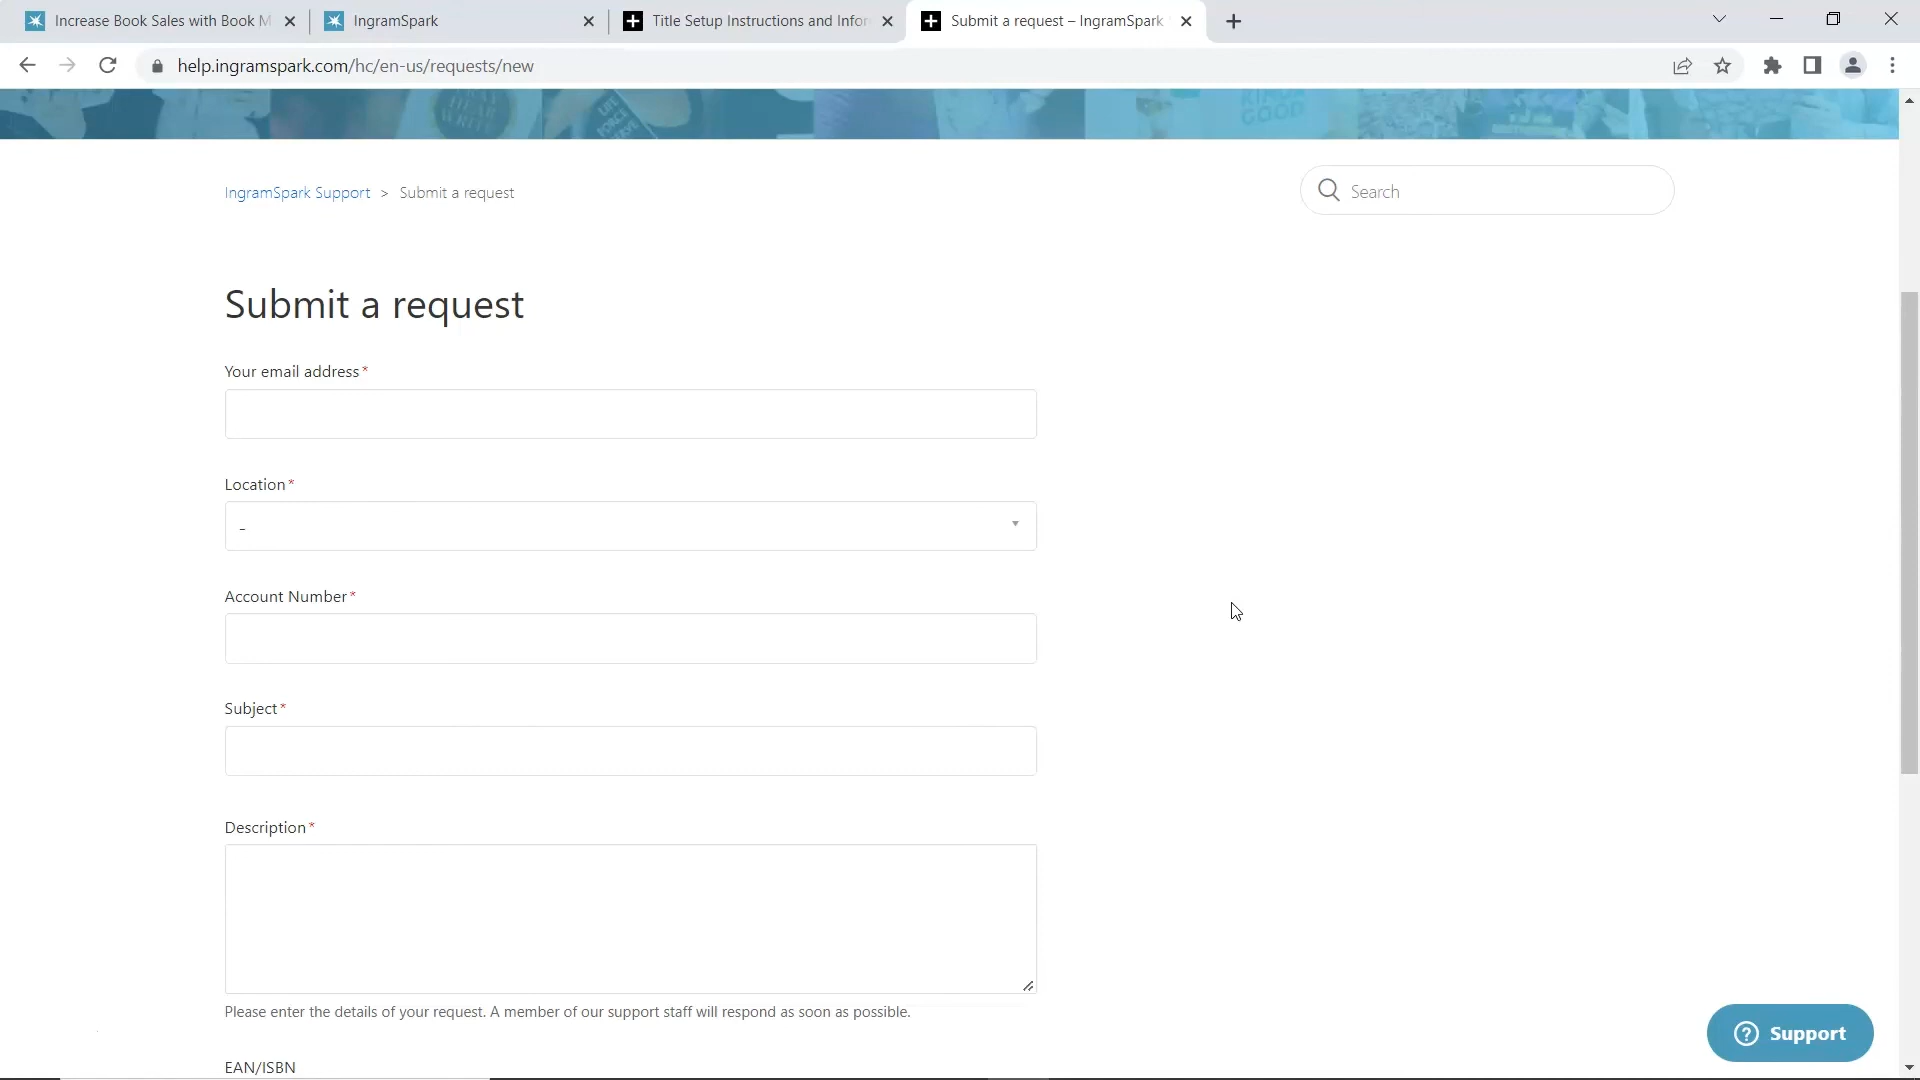 Increase Book Sales with Book M
IngramSpark
Title Setup Instructions and Infor
Submit a request – IngramSpark
help.ingramspark.com/hc/en-us/requests/new
IngramSpark Support > Submit a request
Search
Submit a request
Your email address*
Location*
-
Account Number*
Subject*
Description*
Please enter the details of your request. A member of our support staff will respond as soon as possible.
EAN/ISBN
Support